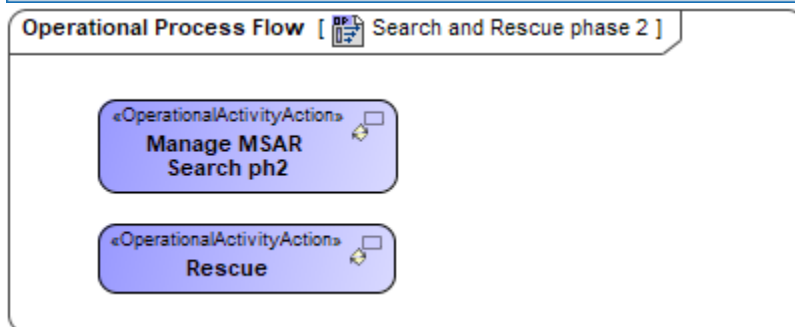 Operational Process Flow [ Search and Rescue phase 2 ]
«OperationalActivityAction»
Manage MSAR
Search ph2
«OperationalActivityAction»
Rescue